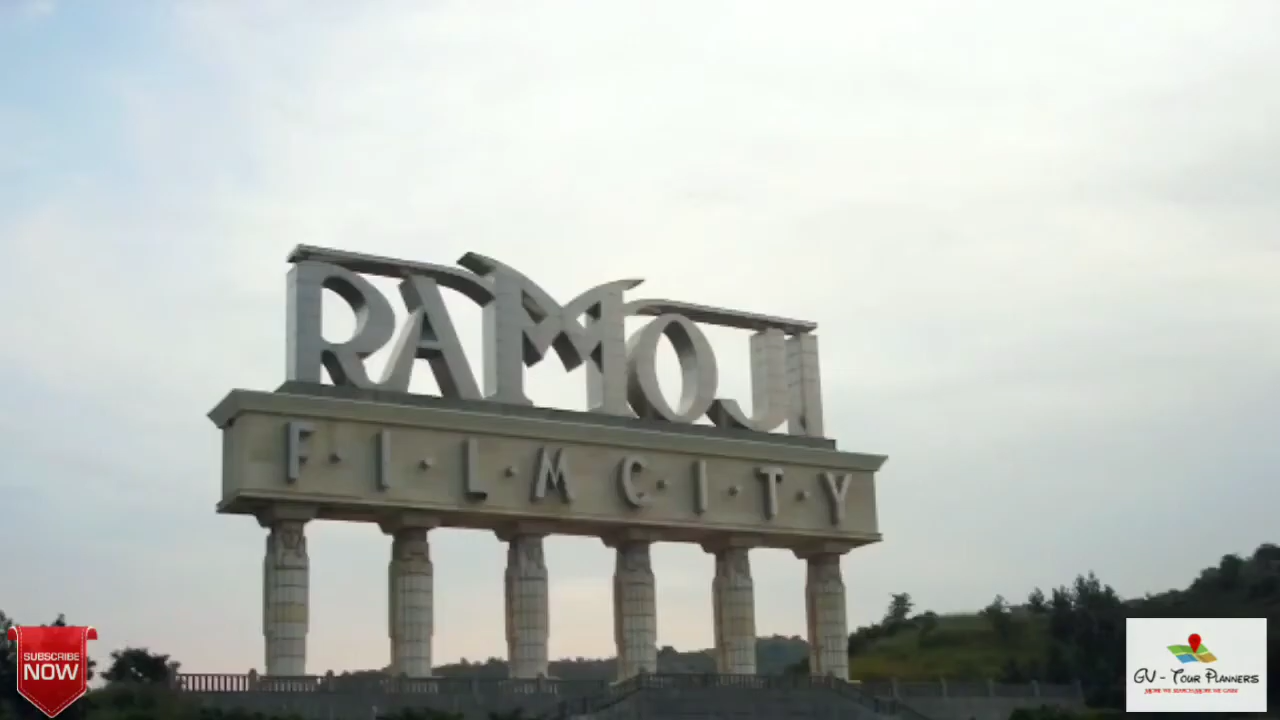 RAMOJI
F·I·L·M C·I·T·Y
SUBSCRIBE
NOW
GV - Tour Planners